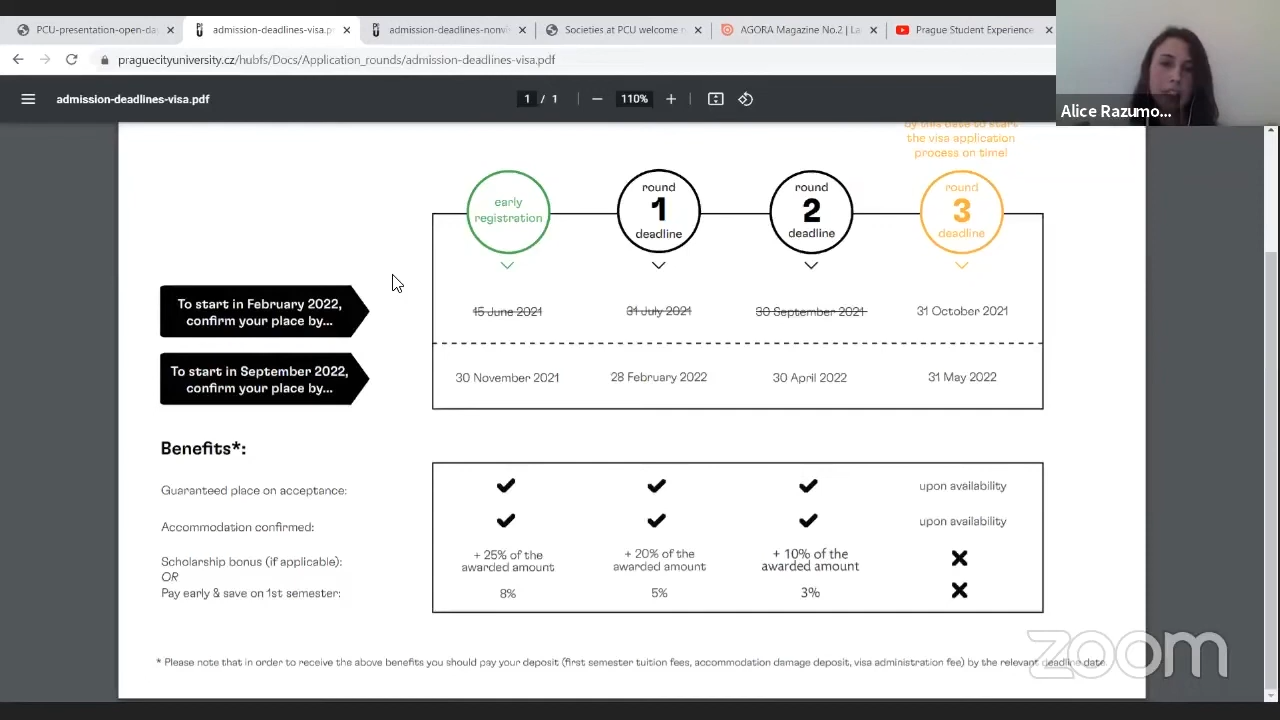 PCU-presentation-open-da
admission-deadlines-visa.p
admission-deadlines-nonvi
Societies at PCU welcome n
AGORA Magazine No.2 | La
Prague Student Experience
praguecityuniversity.cz/hubfs/Docs/Application_rounds/admission-deadlines-visa.pdf
admission-deadlines-visa.pdf
1 / 1
110%
Alice Razumo...
by this date to start
the visa application
process on time!
early
registration
round
1
deadline
round
2
deadline
round
3
deadline
To start in February 2022,
confirm your place by...
15 June 2021
31 July 2021
30 September 2021
31 October 2021
To start in September 2022,
confirm your place by...
30 November 2021
28 February 2022
30 April 2022
31 May 2022
Benefits*:
Guaranteed place on acceptance:
upon availability
Accommodation confirmed:
upon availability
Scholarship bonus (if applicable):
+ 25% of the
awarded amount
+ 20% of the
awarded amount
+ 10% of the
awarded amount
OR
Pay early & save on 1st semester:
8%
5%
3%
* Please note that in order to receive the above benefits you should pay your deposit (first semester tuition fees, accommodation damage deposit, visa administration fee) by the relevant deadline date.
zoom